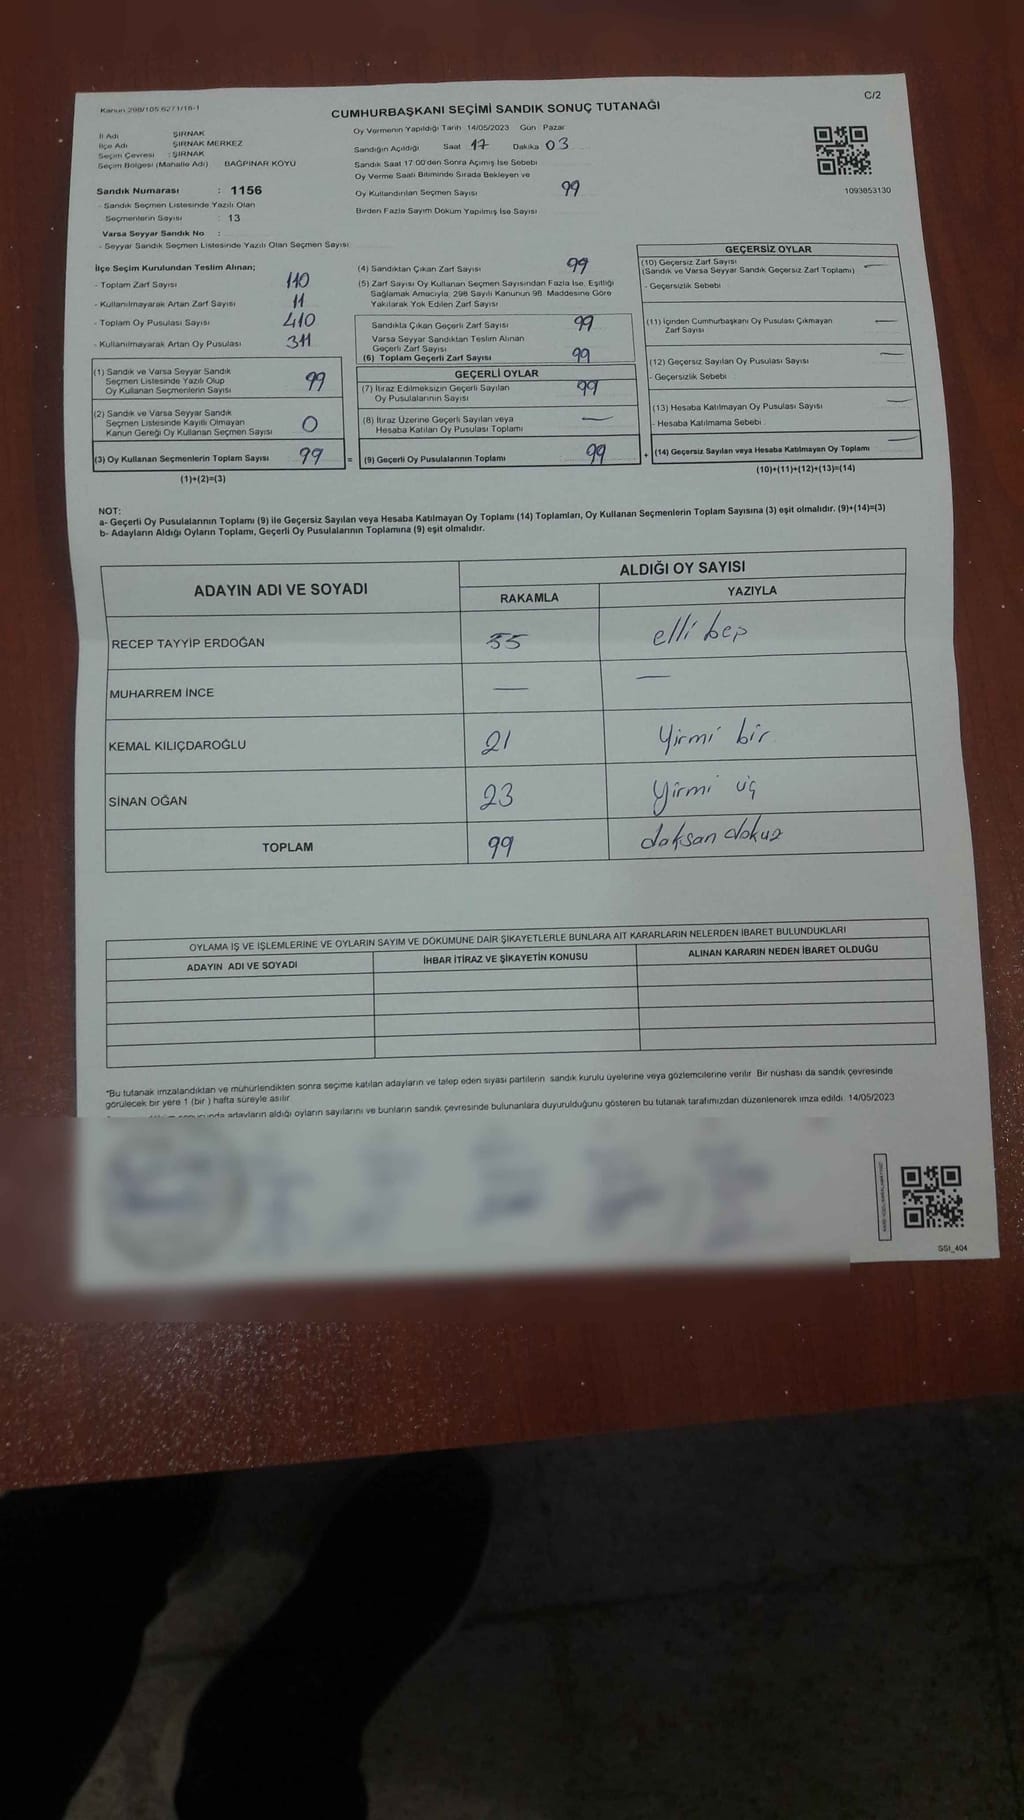 Kanun 298/105 6271/18-1
C/2
CUMHURBAŞKANI SEÇİMİ SANDIK SONUÇ TUTANAĞI
İl Adı ŞIRNAK
İlçe Adı ŞIRNAK MERKEZ
Seçim Çevresi : ŞIRNAK
Seçim Bölgesi (Mahalle Adı) BAĞPINAR KÖYÜ
Sandık Numarası : 1156
- Sandık Seçmen Listesinde Yazılı Olan
Seçmenlerin Sayısı : 13
Varsa Seyyar Sandık No :
- Seyyar Sandık Seçmen Listesinde Yazılı Olan Seçmen Sayısı
Oy Vermenin Yapıldığı Tarih 14/05/2023 Gün : Pazar
Sandığın Açıldığı Saat 17 Dakika 03
Sandık Saat 17 00'den Sonra Açılmış İse Sebebi
Oy Verme Saati Bitiminde Sırada Bekleyen ve
Oy Kullandırılan Seçmen Sayısı 99
Birden Fazla Sayım Döküm Yapılmış İse Sayısı
1093853130
İlçe Seçim Kurulundan Teslim Alınan;
- Toplam Zarf Sayısı 110
- Kullanılmayarak Artan Zarf Sayısı 11
- Toplam Oy Pusulası Sayısı 410
- Kullanılmayarak Artan Oy Pusulası 311
(1) Sandık ve Varsa Seyyar Sandık
Seçmen Listesinde Yazılı Olup
Oy Kullanan Seçmenlerin Sayısı 99
(2) Sandık ve Varsa Seyyar Sandık
Seçmen Listesinde Kayıtlı Olmayan
Kanun Gereği Oy Kullanan Seçmen Sayısı 0
(3) Oy Kullanan Seçmenlerin Toplam Sayısı 99 =
(1)+(2)=(3)
(4) Sandıktan Çıkan Zarf Sayısı 99
(5) Zarf Sayısı Oy Kullanan Seçmen Sayısından Fazla İse, Eşitliği
Sağlamak Amacıyla, 298 Sayılı Kanunun 98. Maddesine Göre
Yakılarak Yok Edilen Zarf Sayısı
Sandıkta Çıkan Geçerli Zarf Sayısı 99
Varsa Seyyar Sandıktan Teslim Alınan
Geçerli Zarf Sayısı
(6) Toplam Geçerli Zarf Sayısı 99
GEÇERLİ OYLAR
(7) İtiraz Edilmeksizin Geçerli Sayılan
Oy Pusulalarının Sayısı 99
(8) İtiraz Üzerine Geçerli Sayılan veya
Hesaba Katılan Oy Pusulası Toplamı —
(9) Geçerli Oy Pusulalarının Toplamı 99 +
GEÇERSİZ OYLAR
(10) Geçersiz Zarf Sayısı —
(Sandık ve Varsa Seyyar Sandık Geçersiz Zarf Toplamı)
- Geçersizlik Sebebi
(11) İçinden Cumhurbaşkanı Oy Pusulası Çıkmayan —
Zarf Sayısı
(12) Geçersiz Sayılan Oy Pusulası Sayısı —
- Geçersizlik Sebebi
(13) Hesaba Katılmayan Oy Pusulası Sayısı —
- Hesaba Katılmama Sebebi
(14) Geçersiz Sayılan veya Hesaba Katılmayan Oy Toplamı —
(10)+(11)+(12)+(13)=(14)
NOT:
a- Geçerli Oy Pusulalarının Toplamı (9) ile Geçersiz Sayılan veya Hesaba Katılmayan Oy Toplamı (14) Toplamları, Oy Kullanan Seçmenlerin Toplam Sayısına (3) eşit olmalıdır. (9)+(14)=(3)
b- Adayların Aldığı Oyların Toplamı, Geçerli Oy Pusulalarının Toplamına (9) eşit olmalıdır.
ADAYIN ADI VE SOYADI ALDIĞI OY SAYISI
RAKAMLA YAZIYLA
RECEP TAYYİP ERDOĞAN 55 elli beş
MUHARREM İNCE — —
KEMAL KILIÇDAROĞLU 21 Yirmi bir
SİNAN OĞAN 23 Yirmi üç
TOPLAM 99 doksan dokuz
OYLAMA İŞ VE İŞLEMLERİNE VE OYLARIN SAYIM VE DÖKÜMÜNE DAİR ŞİKAYETLERLE BUNLARA AİT KARARLARIN NELERDEN İBARET BULUNDUKLARI
ADAYIN ADI VE SOYADI İHBAR İTİRAZ VE ŞİKAYETİN KONUSU ALINAN KARARIN NEDEN İBARET OLDUĞU
*Bu tutanak imzalandıktan ve mühürlendikten sonra seçime katılan adayların ve talep eden siyasi partilerin sandık kurulu üyelerine veya gözlemcilerine verilir. Bir nüshası da sandık çevresinde
görülecek bir yere 1 (bir ) hafta süreyle asılır.
adayların aldığı oyların sayılarını ve bunların sandık çevresinde bulunanlara duyurulduğunu gösteren bu tutanak tarafımızdan düzenlenerek imza edildi. 14/05/2023
SSI_404